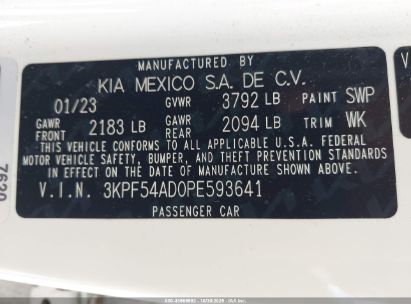 MANUFACTURED BY
KIA MEXICO S.A. DE C.V.
01/23 GVWR 3792 LB PAINT SWP
GAWR FRONT 2183 LB GAWR REAR 2094 LB TRIM WK
THIS VEHICLE CONFORMS TO ALL APPLICABLE U.S.A. FEDERAL
MOTOR VEHICLE SAFETY, BUMPER, AND THEFT PREVENTION STANDARDS
IN EFFECT ON THE DATE OF MANUFACTURE SHOWN ABOVE.
V.I.N. 3KPF54AD0PE593641
PASSENGER CAR
7620